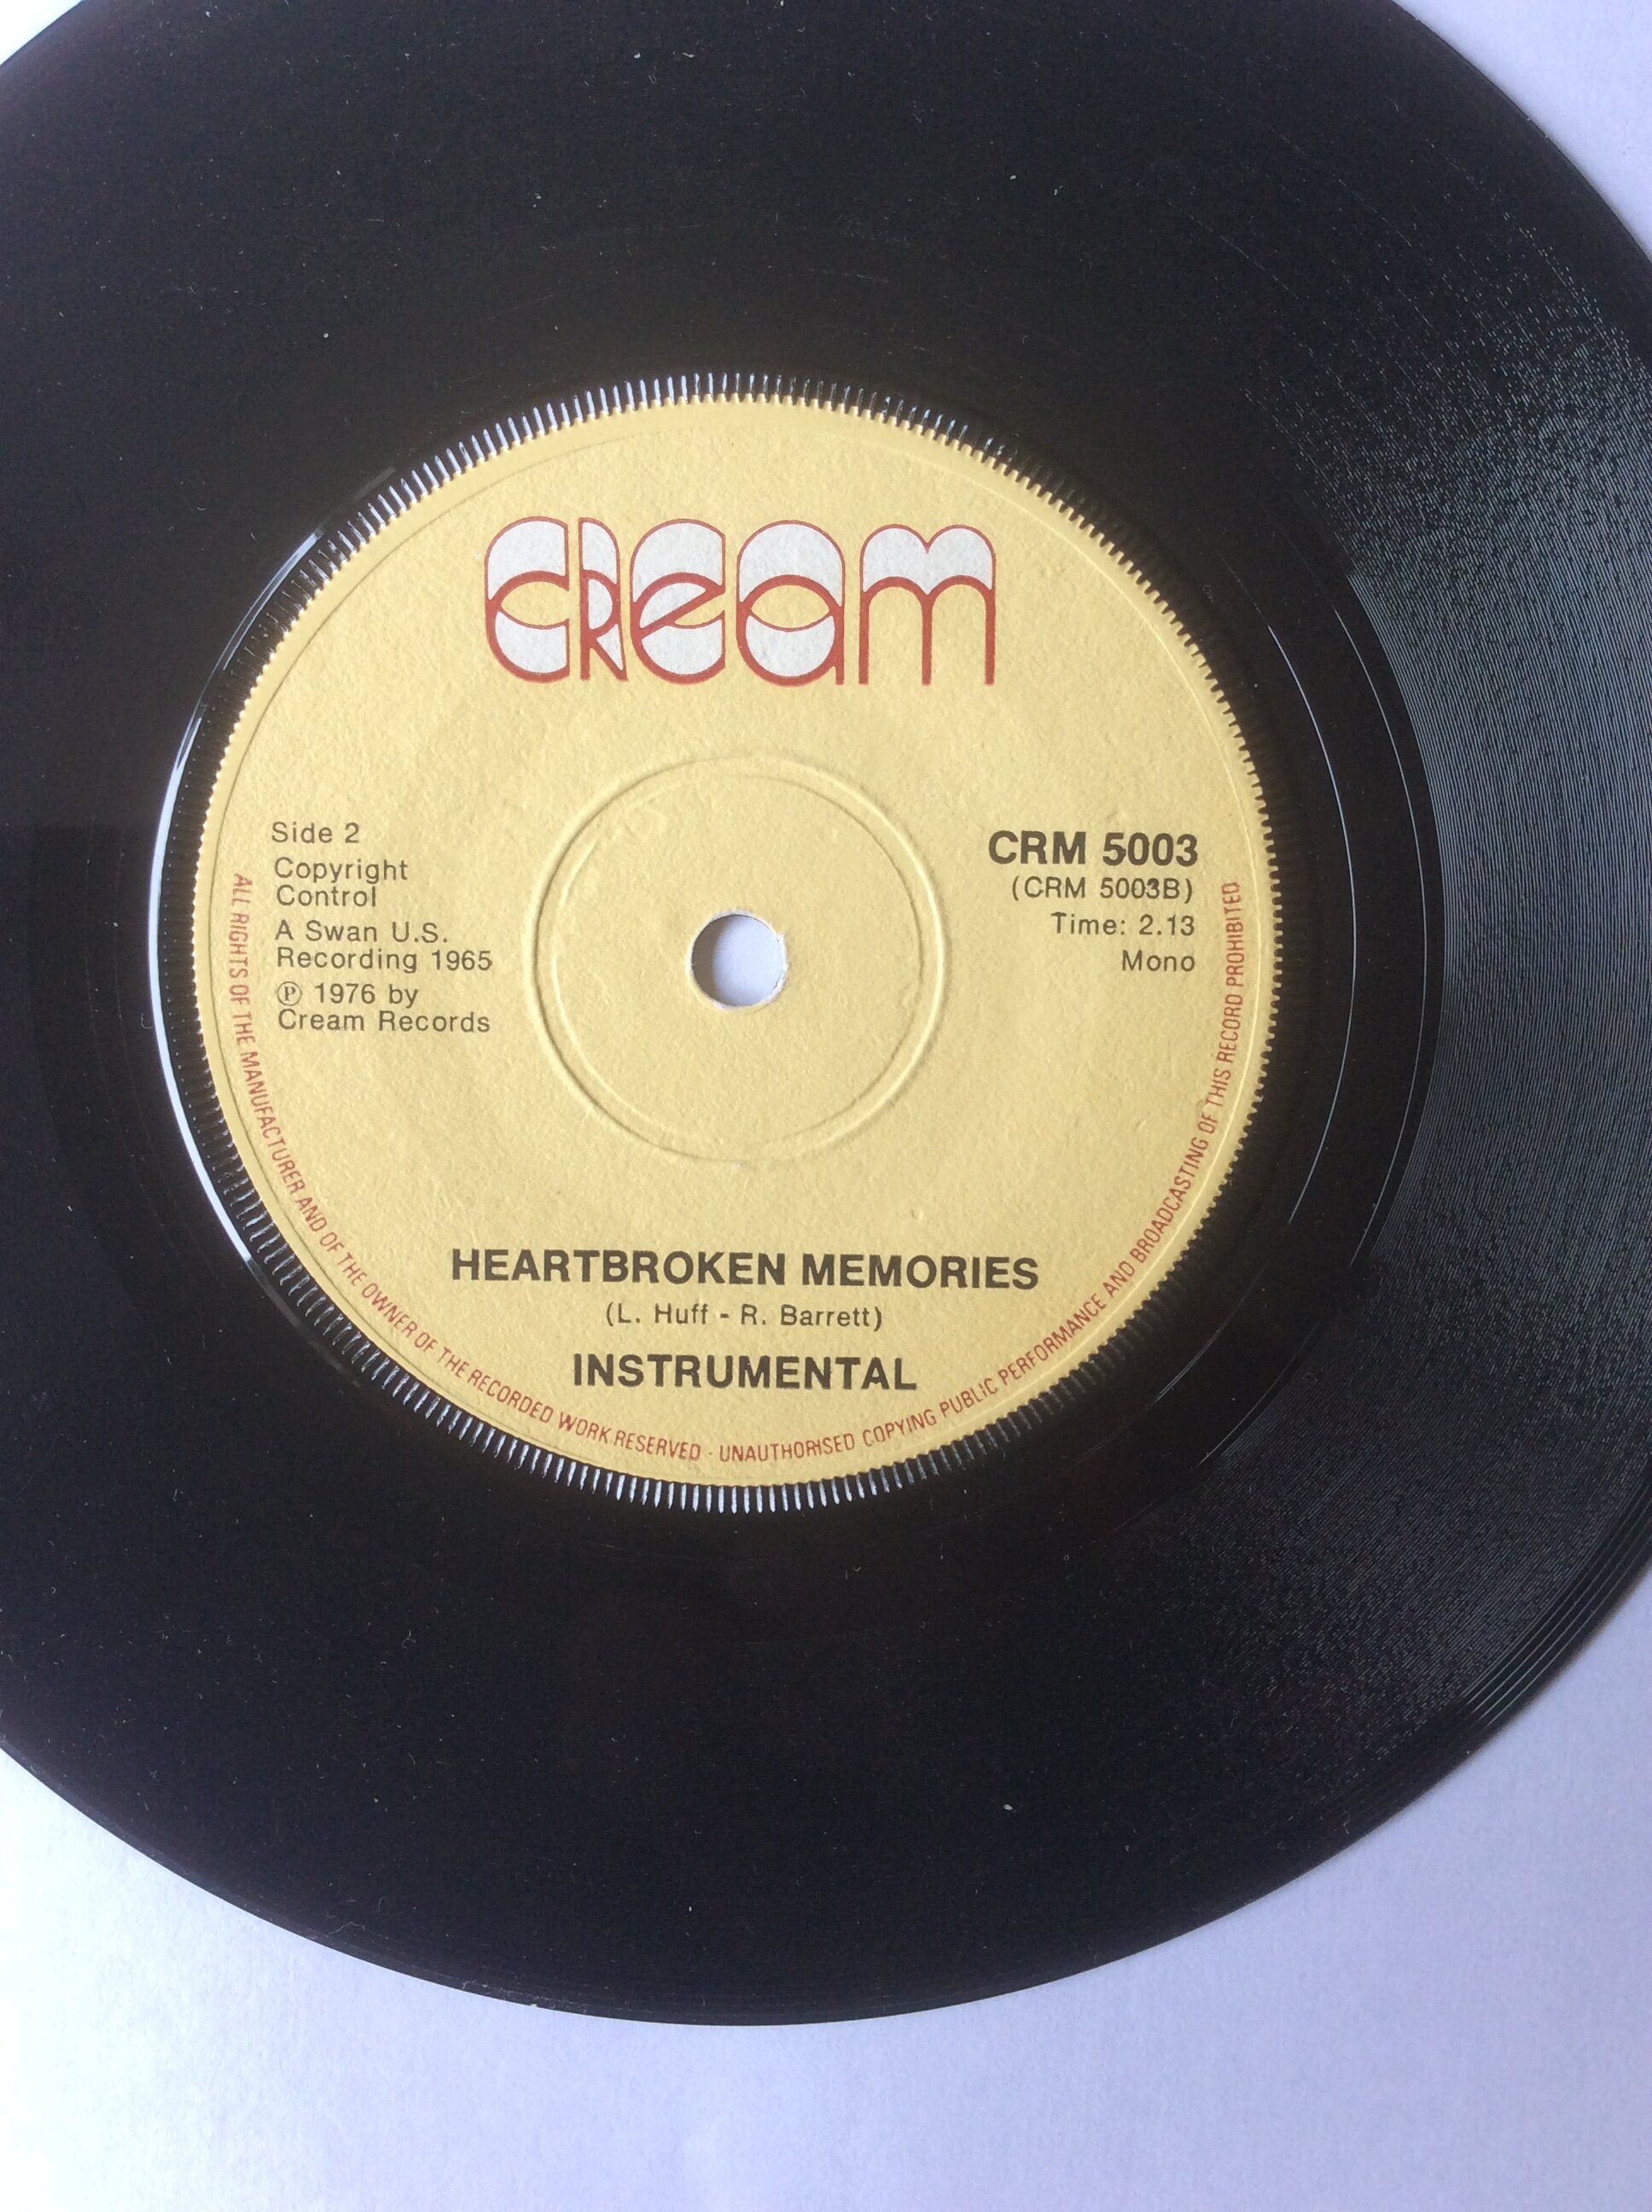 CREAM
Side 2
Copyright
Control
A Swan U.S.
Recording 1965
℗ 1976 by
Cream Records
CRM 5003
(CRM 5003B)
Time: 2.13
Mono
HEARTBROKEN MEMORIES
(L. Huff - R. Barrett)
INSTRUMENTAL
ALL RIGHTS OF THE MANUFACTURER AND OF THE OWNER OF THE RECORDED WORK RESERVED · UNAUTHORISED COPYING PUBLIC PERFORMANCE AND BROADCASTING OF THIS RECORD PROHIBITED